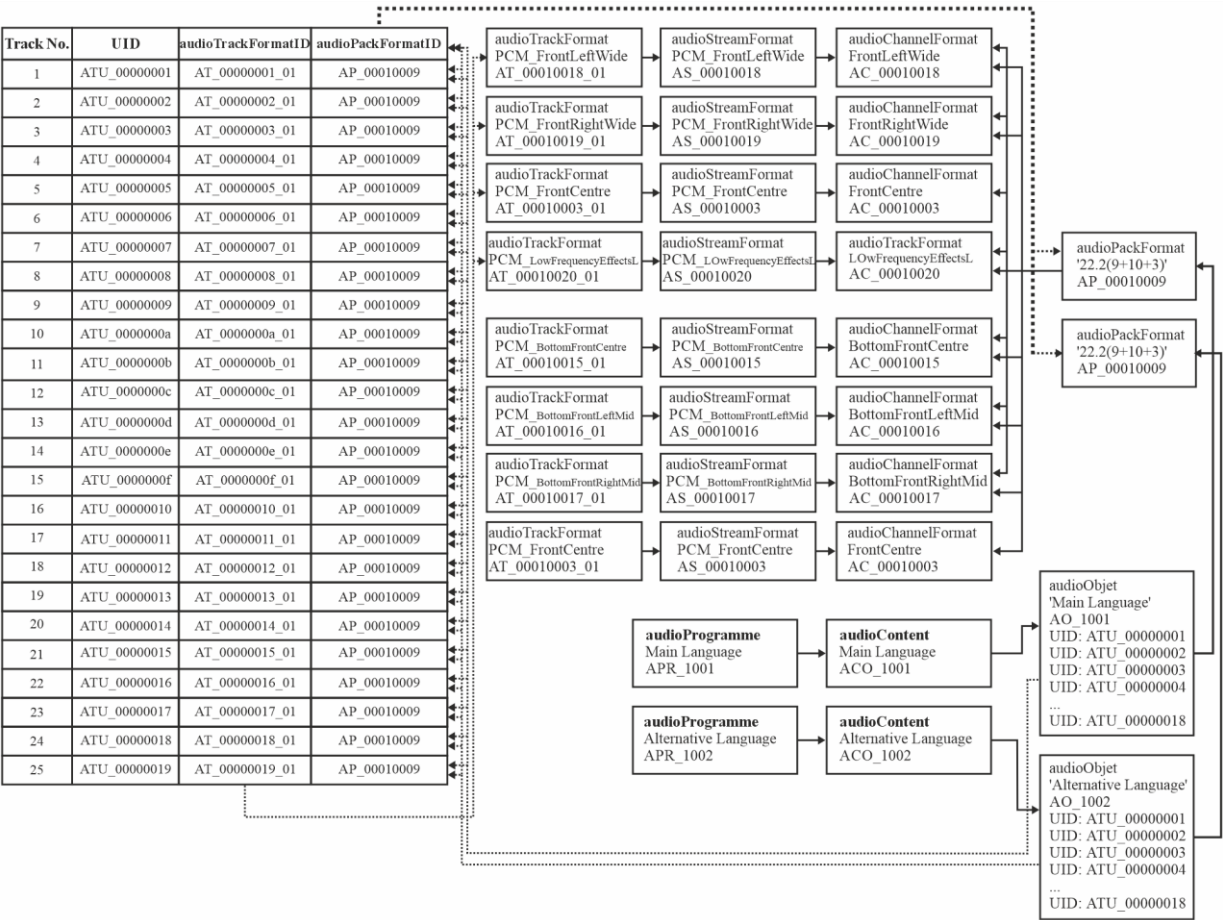 Track No. UID audioTrackFormatID audioPackFormatID
1 ATU_00000001 AT_00000001_01 AP_00010009
2 ATU_00000002 AT_00000002_01 AP_00010009
3 ATU_00000003 AT_00000003_01 AP_00010009
4 ATU_00000004 AT_00000004_01 AP_00010009
5 ATU_00000005 AT_00000005_01 AP_00010009
6 ATU_00000006 AT_00000006_01 AP_00010009
7 ATU_00000007 AT_00000007_01 AP_00010009
8 ATU_00000008 AT_00000008_01 AP_00010009
9 ATU_00000009 AT_00000009_01 AP_00010009
10 ATU_0000000a AT_0000000a_01 AP_00010009
11 ATU_0000000b AT_0000000b_01 AP_00010009
12 ATU_0000000c AT_0000000c_01 AP_00010009
13 ATU_0000000d AT_0000000d_01 AP_00010009
14 ATU_0000000e AT_0000000e_01 AP_00010009
15 ATU_0000000f AT_0000000f_01 AP_00010009
16 ATU_00000010 AT_00000010_01 AP_00010009
17 ATU_00000011 AT_00000011_01 AP_00010009
18 ATU_00000012 AT_00000012_01 AP_00010009
19 ATU_00000013 AT_00000013_01 AP_00010009
20 ATU_00000014 AT_00000014_01 AP_00010009
21 ATU_00000015 AT_00000015_01 AP_00010009
22 ATU_00000016 AT_00000016_01 AP_00010009
23 ATU_00000017 AT_00000017_01 AP_00010009
24 ATU_00000018 AT_00000018_01 AP_00010009
25 ATU_00000019 AT_00000019_01 AP_00010009
audioTrackFormat
PCM_FrontLeftWide
AT_00010018_01
audioStreamFormat
PCM_FrontLeftWide
AS_00010018
audioChannelFormat
FrontLeftWide
AC_00010018
audioTrackFormat
PCM_FrontRightWide
AT_00010019_01
audioStreamFormat
PCM_FrontRightWide
AS_00010019
audioChannelFormat
FrontRightWide
AC_00010019
audioTrackFormat
PCM_FrontCentre
AT_00010003_01
audioStreamFormat
PCM_FrontCentre
AS_00010003
audioChannelFormat
FrontCentre
AC_00010003
audioTrackFormat
PCM_LowFrequencyEffectsL
AT_00010020_01
audioStreamFormat
PCM_LOwFrequencyEffectsL
AS_00010020
audioTrackFormat
LOwFrequencyEffectsL
AC_00010020
audioTrackFormat
PCM_BottomFrontCentre
AT_00010015_01
audioStreamFormat
PCM_BottomFrontCentre
AS_00010015
audioChannelFormat
BottomFrontCentre
AC_00010015
audioTrackFormat
PCM_BottomFrontLeftMid
AT_00010016_01
audioStreamFormat
PCM_BottomFrontLeftMid
AS_00010016
audioChannelFormat
BottomFrontLeftMid
AC_00010016
audioTrackFormat
PCM_BottomFrontRightMid
AT_00010017_01
audioStreamFormat
PCM_BottomFrontRightMid
AS_00010017
audioChannelFormat
BottomFrontRightMid
AC_00010017
audioTrackFormat
PCM_FrontCentre
AT_00010003_01
audioStreamFormat
PCM_FrontCentre
AS_00010003
audioChannelFormat
FrontCentre
AC_00010003
audioPackFormat
'22.2(9+10+3)'
AP_00010009
audioPackFormat
'22.2(9+10+3)'
AP_00010009
audioProgramme
Main Language
APR_1001
audioContent
Main Language
ACO_1001
audioObjet
'Main Language'
AO_1001
UID: ATU_00000001
UID: ATU_00000002
UID: ATU_00000003
UID: ATU_00000004
...
UID: ATU_00000018
audioProgramme
Alternative Language
APR_1002
audioContent
Alternative Language
ACO_1002
audioObjet
'Alternative Language'
AO_1002
UID: ATU_00000001
UID: ATU_00000002
UID: ATU_00000003
UID: ATU_00000004
...
UID: ATU_00000018